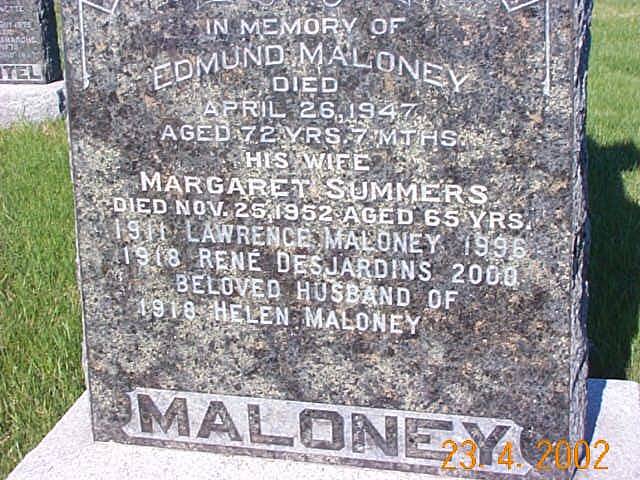 IN MEMORY OF
EDMUND MALONEY
DIED
APRIL 26, 1947
AGED 72 YRS. 7 MTHS.
HIS WIFE
MARGARET SUMMERS
DIED NOV. 25, 1952 AGED 65 YRS.
1911 LAWRENCE MALONEY 1996
1918 RENÉ DESJARDINS 2000
BELOVED HUSBAND OF
1918 HELEN MALONEY
MALONEY
23. 4. 2002